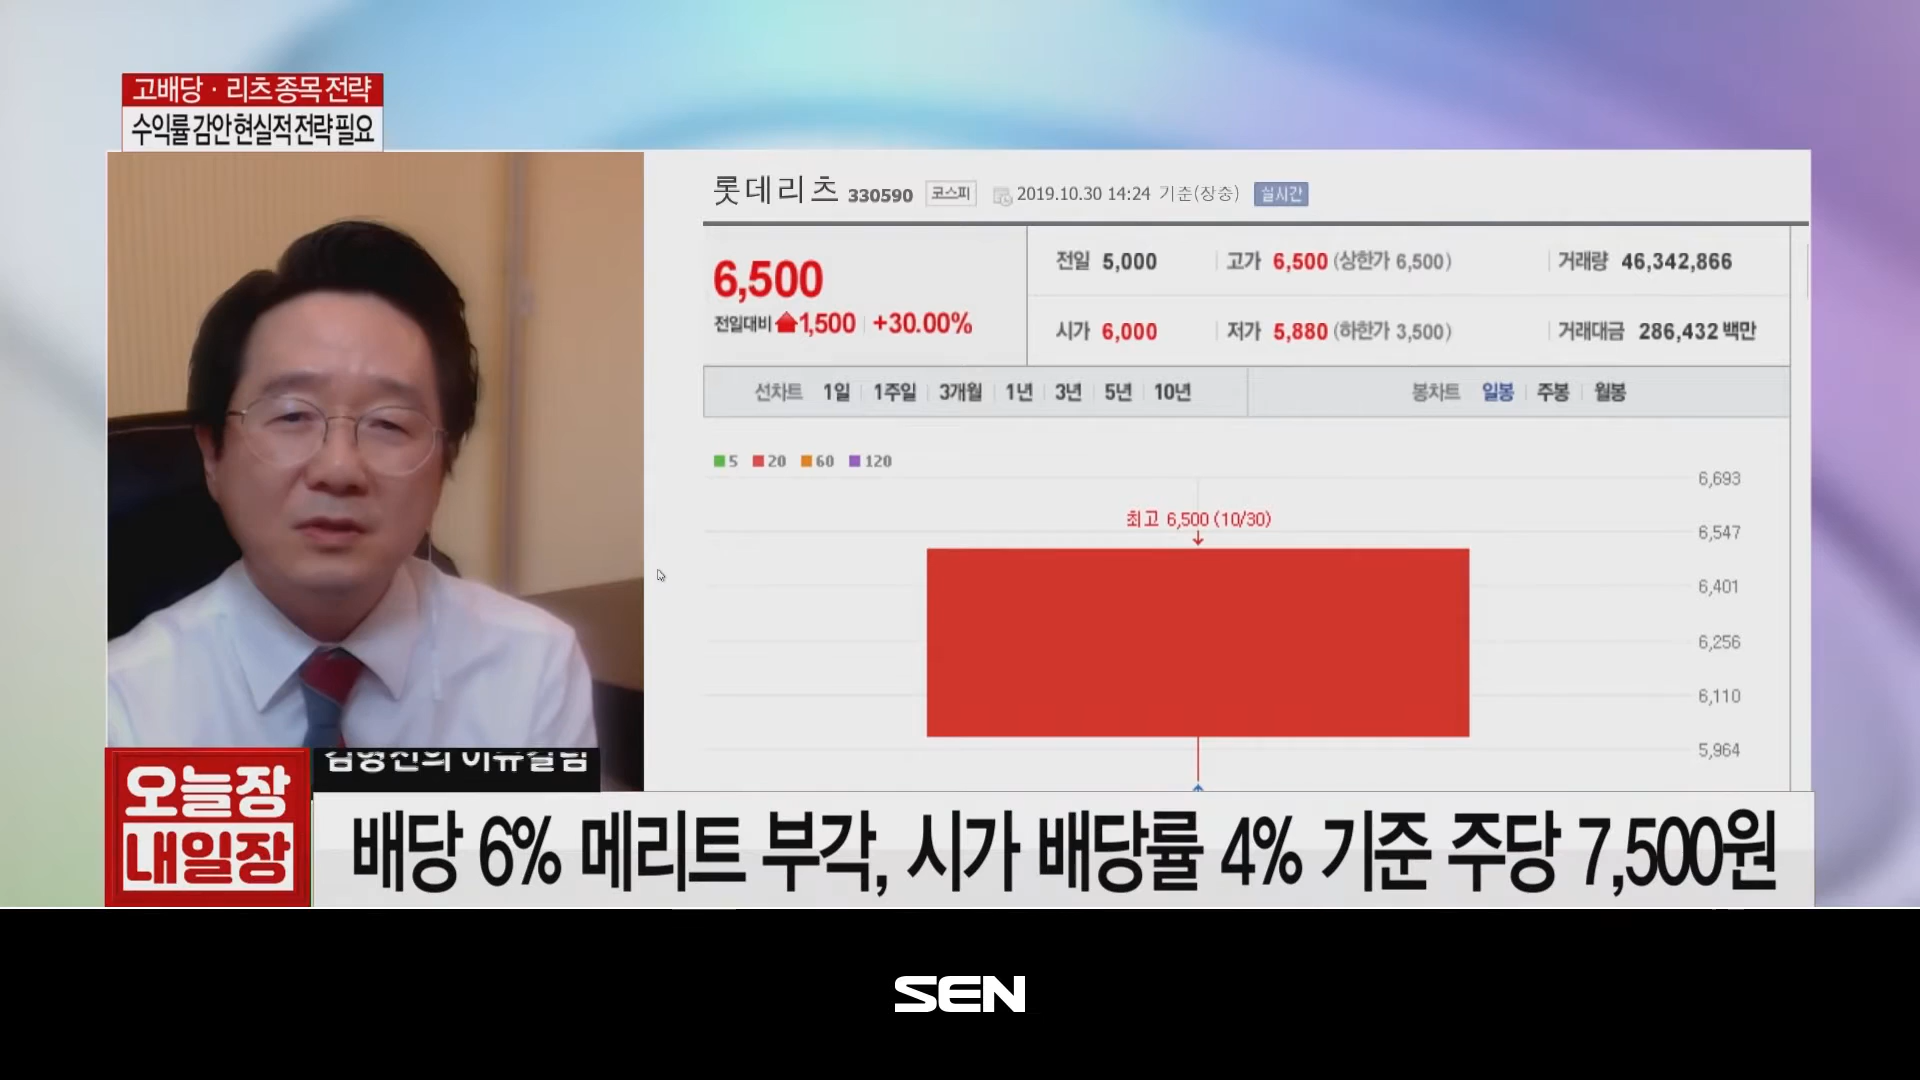 고배당 · 리츠 종목 전략
수익률 감안 현실적 전략 필요
롯데리츠 330590 코스피 2019.10.30 14:24 기준(장중) 실시간
6,500
전일대비 1,500 +30.00%
전일 5,000 고가 6,500 (상한가 6,500) 거래량 46,342,866
시가 6,000 저가 5,880 (하한가 3,500) 거래대금 286,432 백만
선차트 1일 1주일 3개월 1년 3년 5년 10년 봉차트 일봉 주봉 월봉
5 20 60 120
6,693
최고 6,500 (10/30)
6,547
6,401
6,256
6,110
5,964
오늘장
내일장
배당 6% 메리트 부각, 시가 배당률 4% 기준 주당 7,500원
SEN